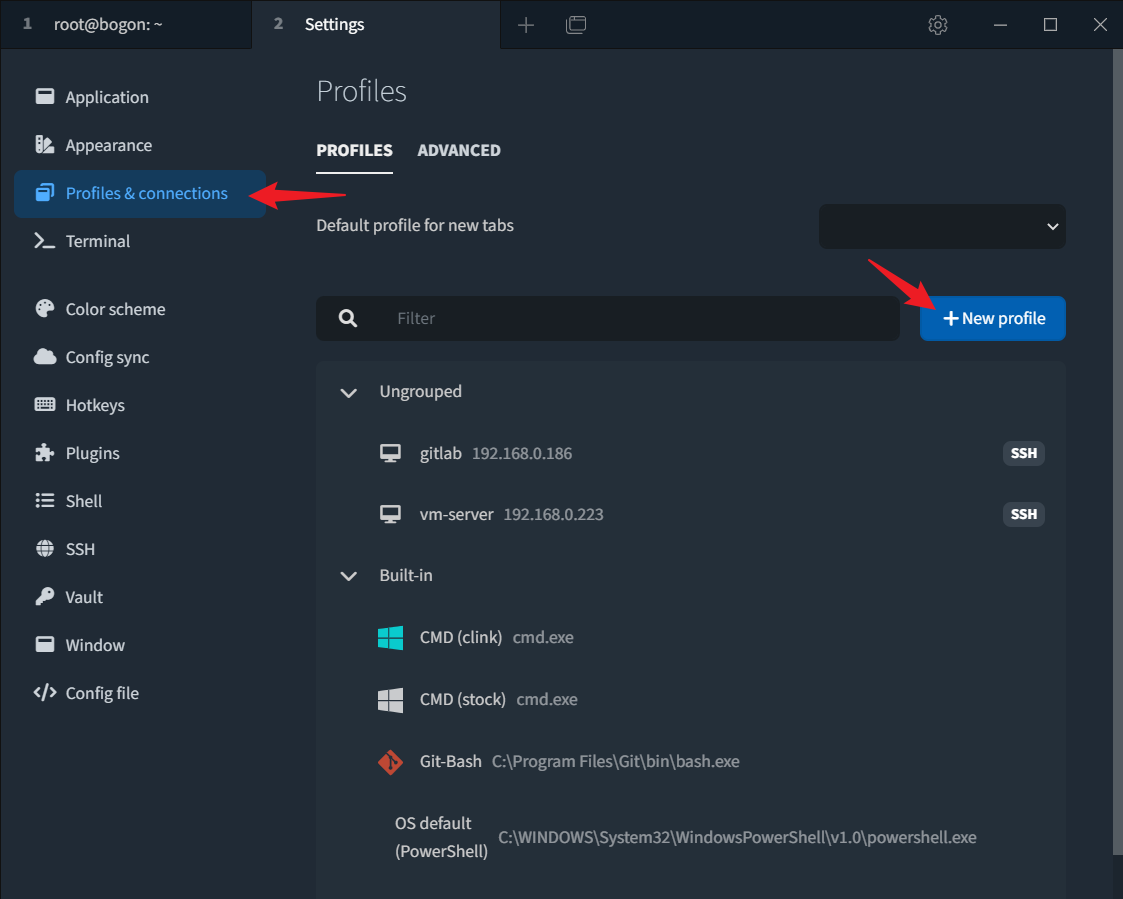 1 root@bogon: ~
2 Settings
Application
Appearance
Profiles & connections
Terminal
Color scheme
Config sync
Hotkeys
Plugins
Shell
SSH
Vault
Window
Config file
Profiles
PROFILES ADVANCED
Default profile for new tabs
Filter
New profile
Ungrouped
gitlab 192.168.0.186 SSH
vm-server 192.168.0.223 SSH
Built-in
CMD (clink) cmd.exe
CMD (stock) cmd.exe
Git-Bash C:\Program Files\Git\bin\bash.exe
OS default
(PowerShell)
C:\WINDOWS\System32\WindowsPowerShell\v1.0\powershell.exe